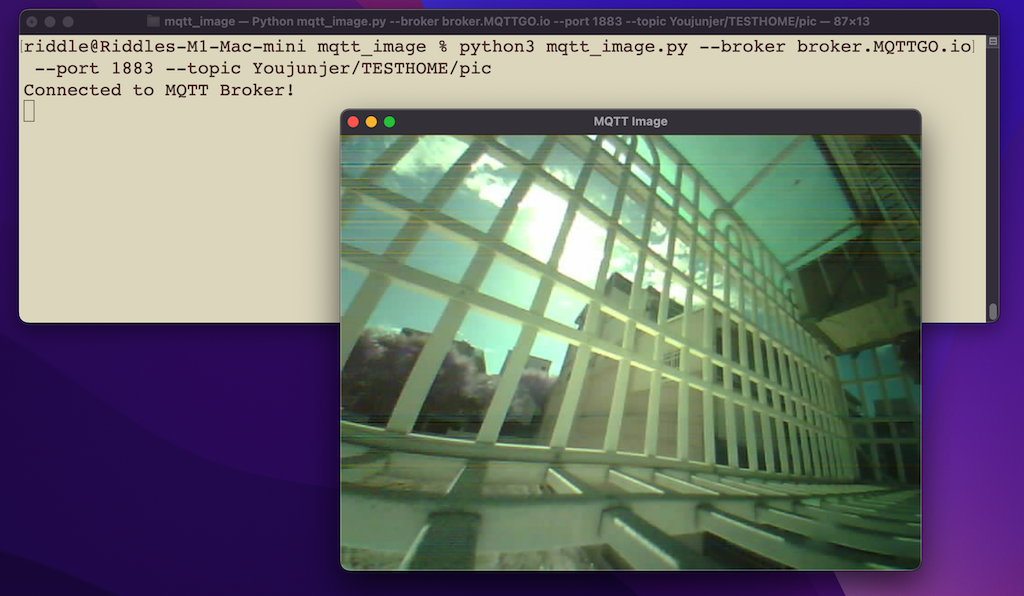 mqtt_image — Python mqtt_image.py --broker broker.MQTTGO.io --port 1883 --topic Youjunjer/TESTHOME/pic — 87×13
[riddle@Riddles-M1-Mac-mini mqtt_image % python3 mqtt_image.py --broker broker.MQTTGO.io]
--port 1883 --topic Youjunjer/TESTHOME/pic
Connected to MQTT Broker!
MQTT Image